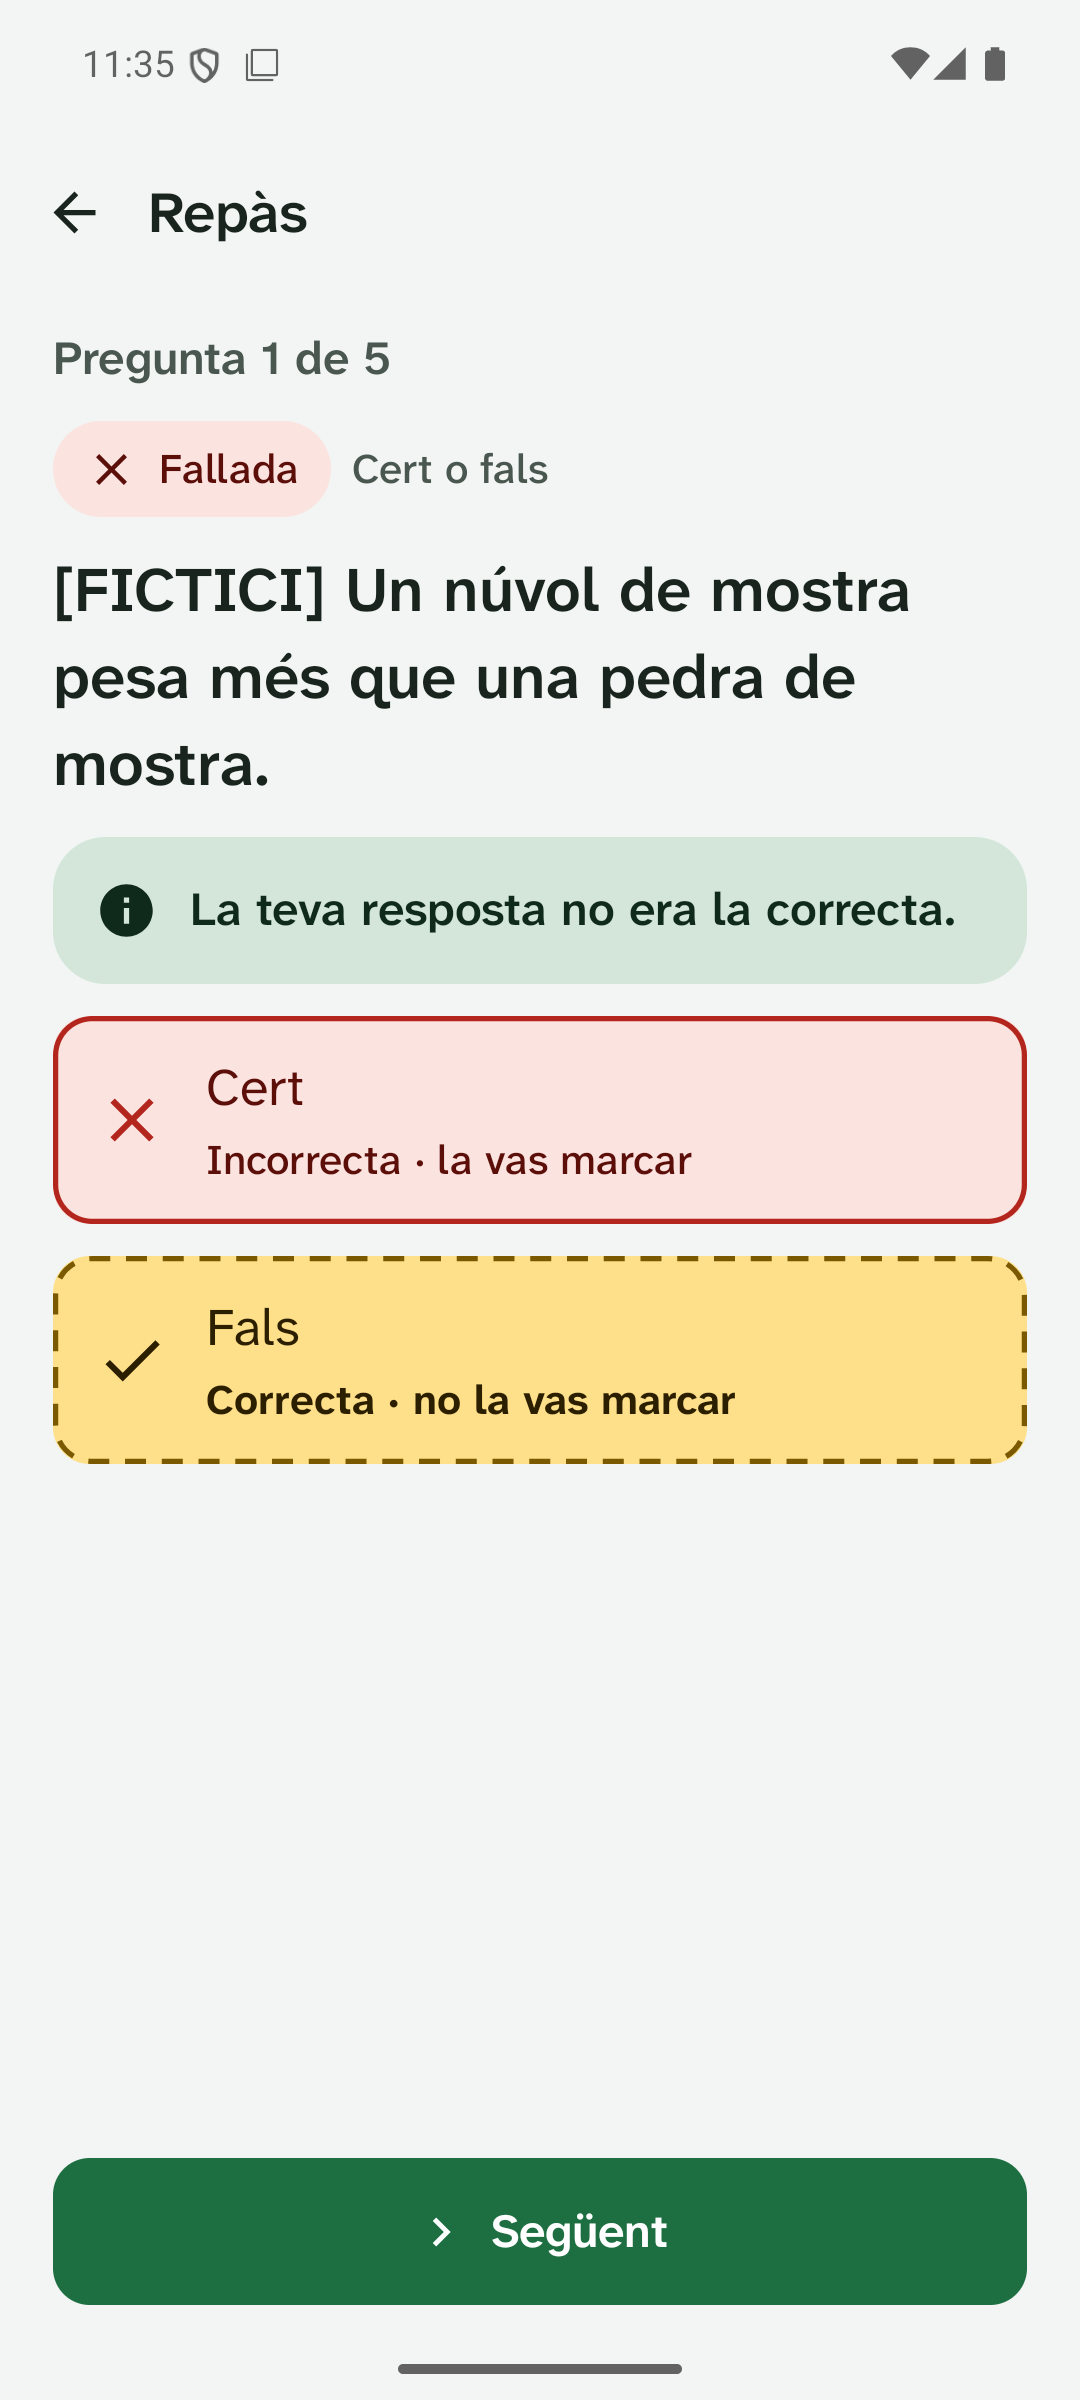 11:35
Repàs
Pregunta 1 de 5
Fallada Cert o fals
[FICTICI] Un núvol de mostra
pesa més que una pedra de
mostra.
La teva resposta no era la correcta.
Cert
Incorrecta · la vas marcar
Fals
Correcta · no la vas marcar
Següent